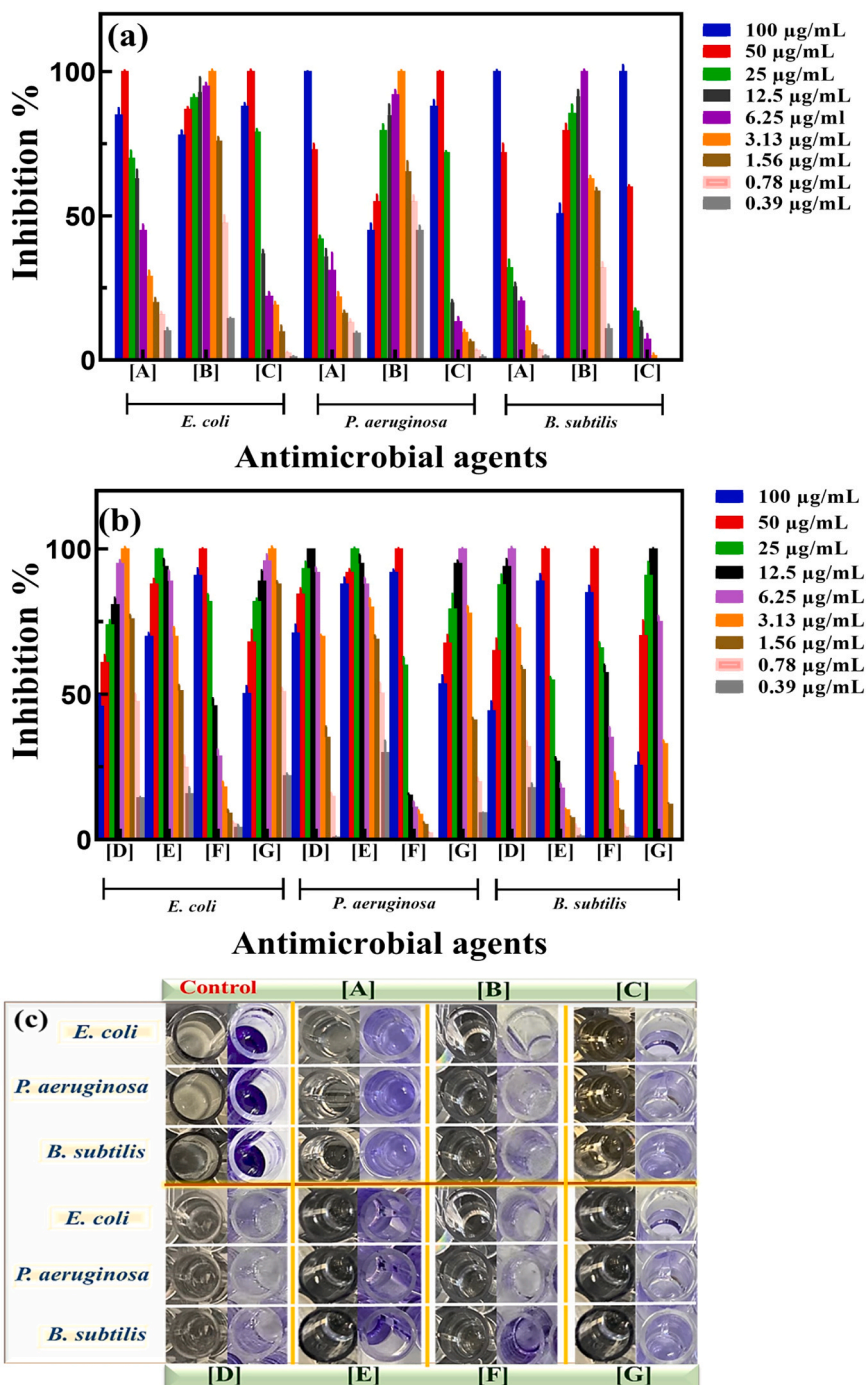 (a)
Inhibition %
100
50
0
100 µg/mL
50 µg/mL
25 µg/mL
12.5 µg/mL
6.25 µg/ml
3.13 µg/mL
1.56 µg/mL
0.78 µg/mL
0.39 µg/mL
[A] [B] [C] [A] [B] [C] [A] [B] [C]
E. coli P. aeruginosa B. subtilis
Antimicrobial agents
(b)
Inhibition %
100
50
0
100 µg/mL
50 µg/mL
25 µg/mL
12.5 µg/mL
6.25 µg/mL
3.13 µg/mL
1.56 µg/mL
0.78 µg/mL
0.39 µg/mL
[D] [E] [F] [G] [D] [E] [F] [G] [D] [E] [F] [G]
E. coli P. aeruginosa B. subtilis
Antimicrobial agents
Control [A] [B] [C]
(c)
E. coli
P. aeruginosa
B. subtilis
E. coli
P. aeruginosa
B. subtilis
[D] [E] [F] [G]